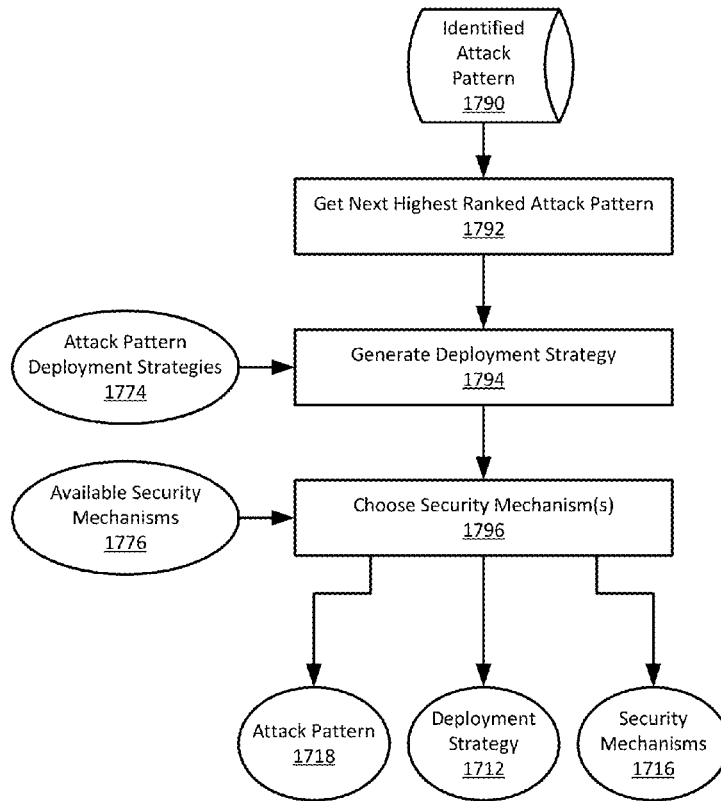 Identified
Attack
Pattern
1790
Get Next Highest Ranked Attack Pattern
1792
Attack Pattern
Deployment Strategies
1774
Generate Deployment Strategy
1794
Available Security
Mechanisms
1776
Choose Security Mechanism(s)
1796
Attack Pattern
1718
Deployment
Strategy
1712
Security
Mechanisms
1716